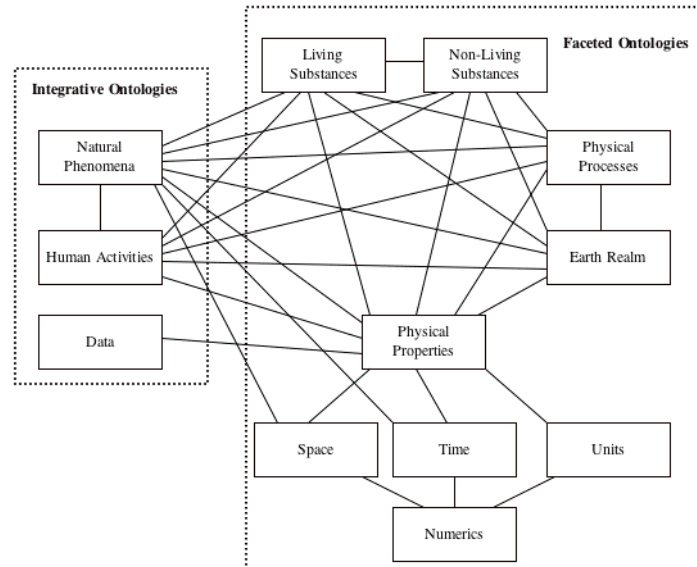 Faceted Ontologies
Living
Substances
Non-Living
Substances
Integrative Ontologies
Natural
Phenomena
Physical
Processes
Human Activities
Earth Realm
Data
Physical
Properties
Space
Time
Units
Numerics